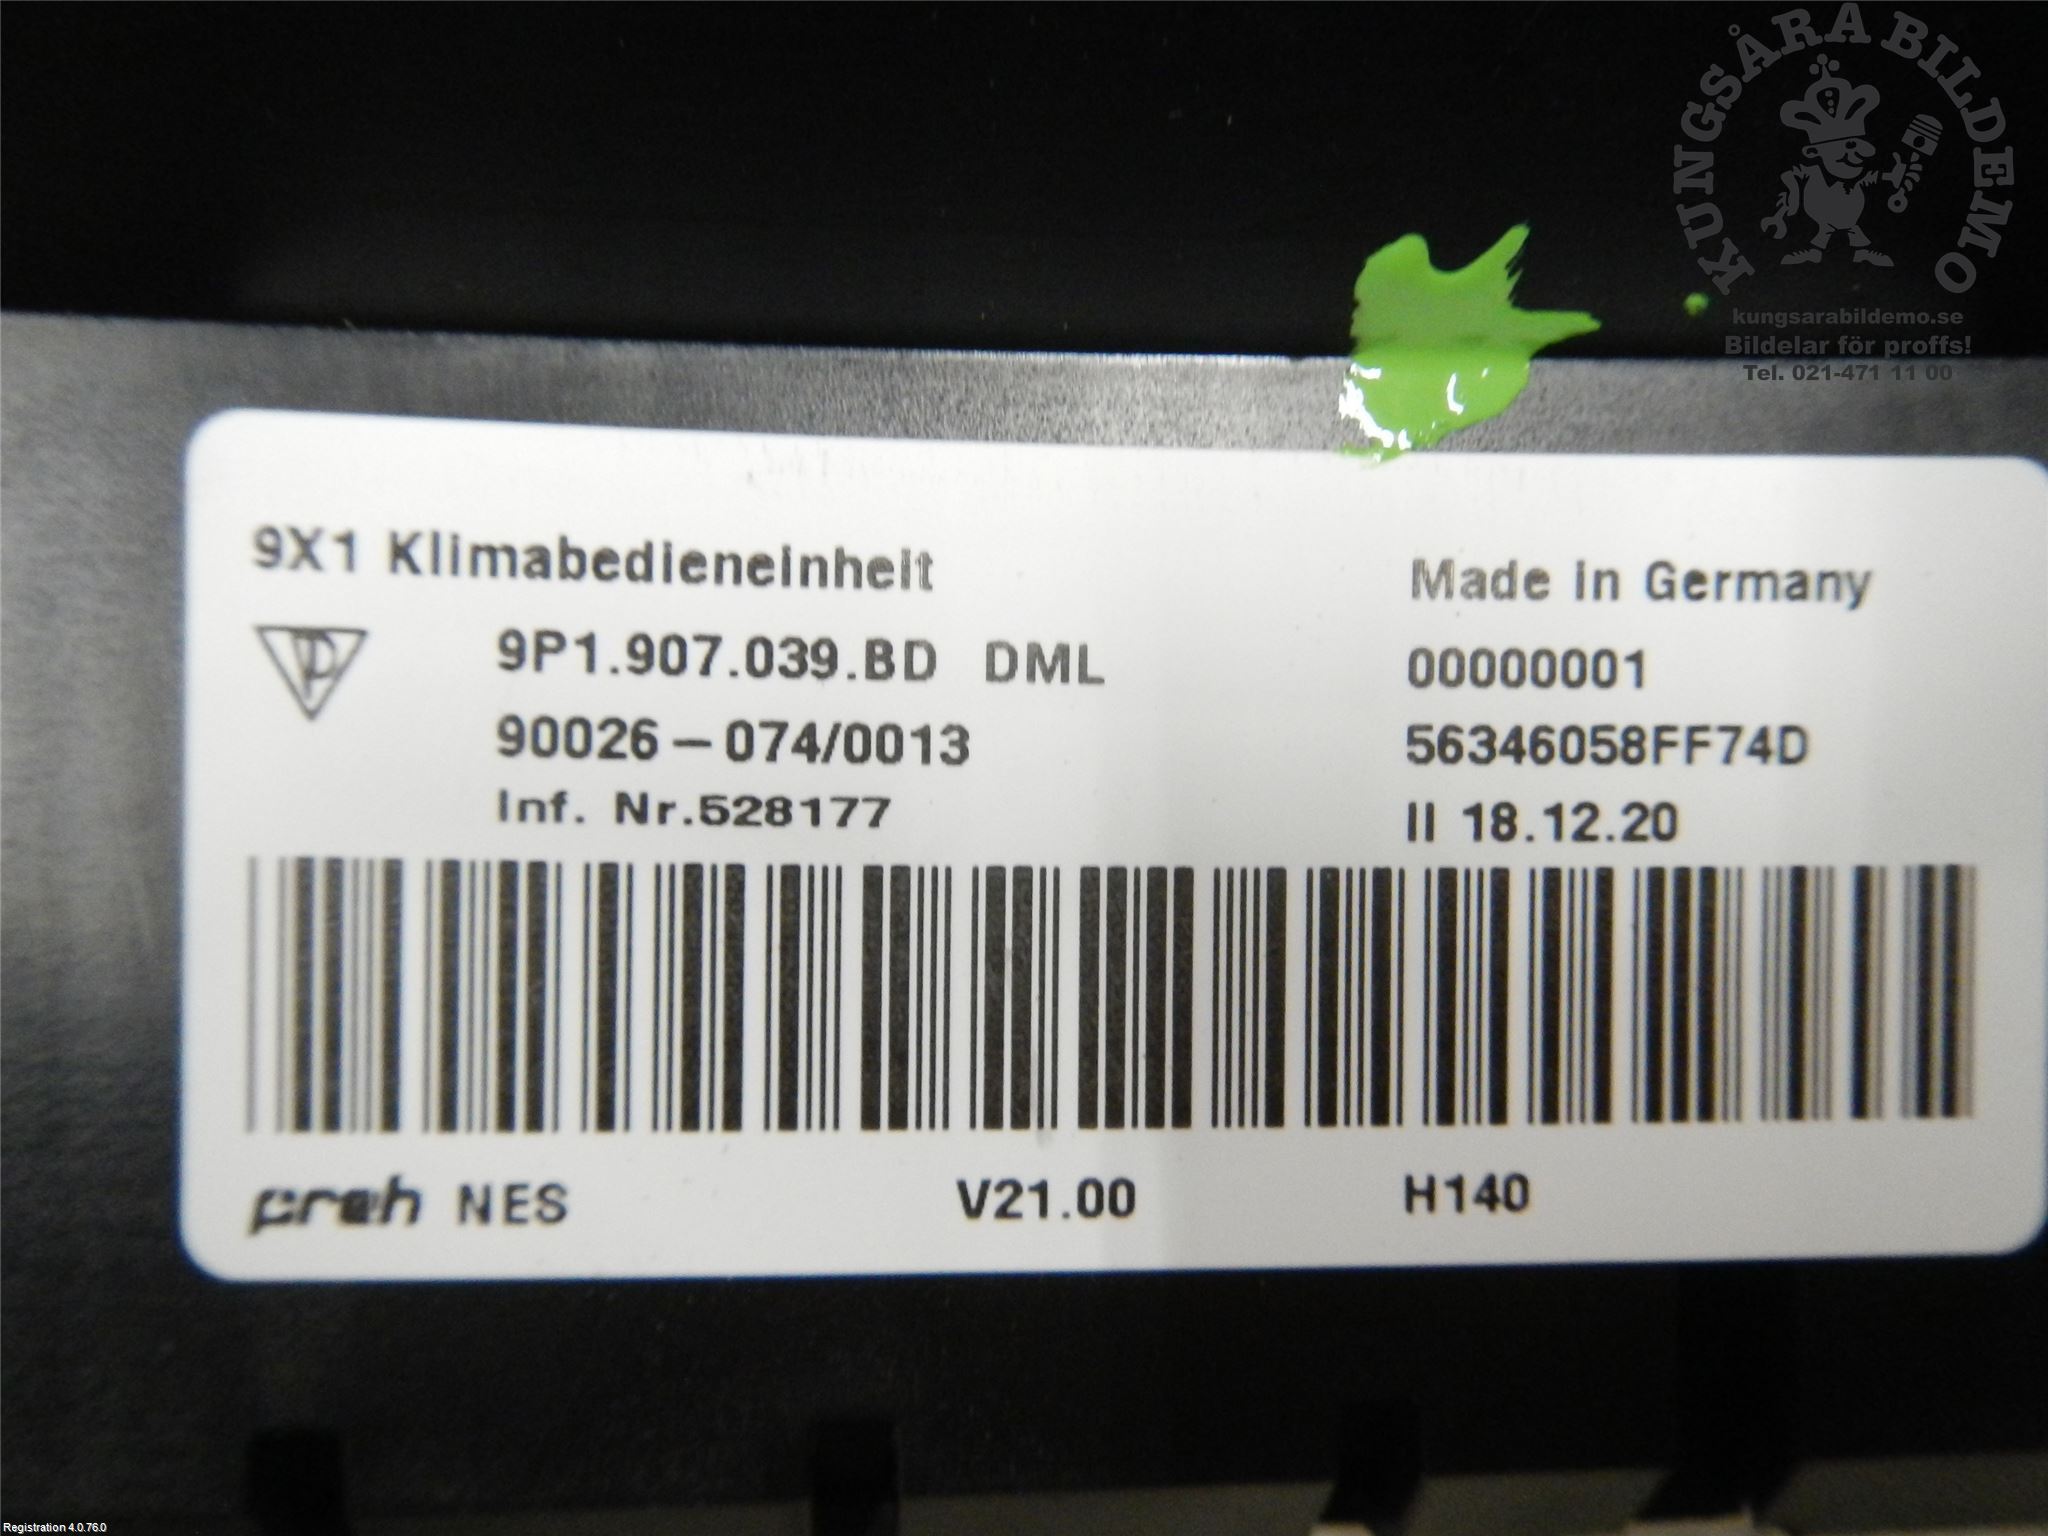 KUNGSÅRA BILDEMO
kungsarabildemo.se
Bildelar för proffs!
Tel. 021-471 11 00
9X1 Klimabedieneinheit
Made in Germany
9P1.907.039.BD DML
00000001
90026-074/0013
56346058FF74D
Inf. Nr.528177
II 18.12.20
preh NES
V21.00
H140
Registration 4.0.76.0